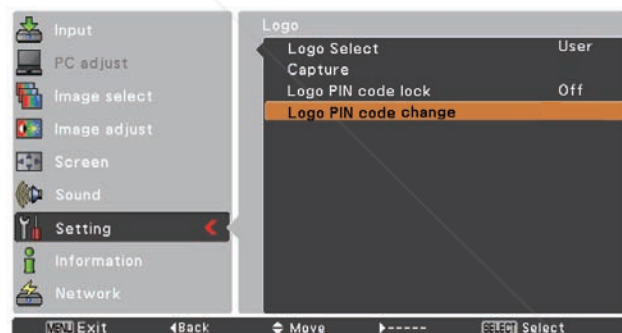 Input
PC adjust
Image select
Image adjust
Screen
Sound
Setting
Information
Network
Logo
Logo Select User
Capture
Logo PIN code lock Off
Logo PIN code change
MENU Exit ◀Back Move ▶----- SELECT Select